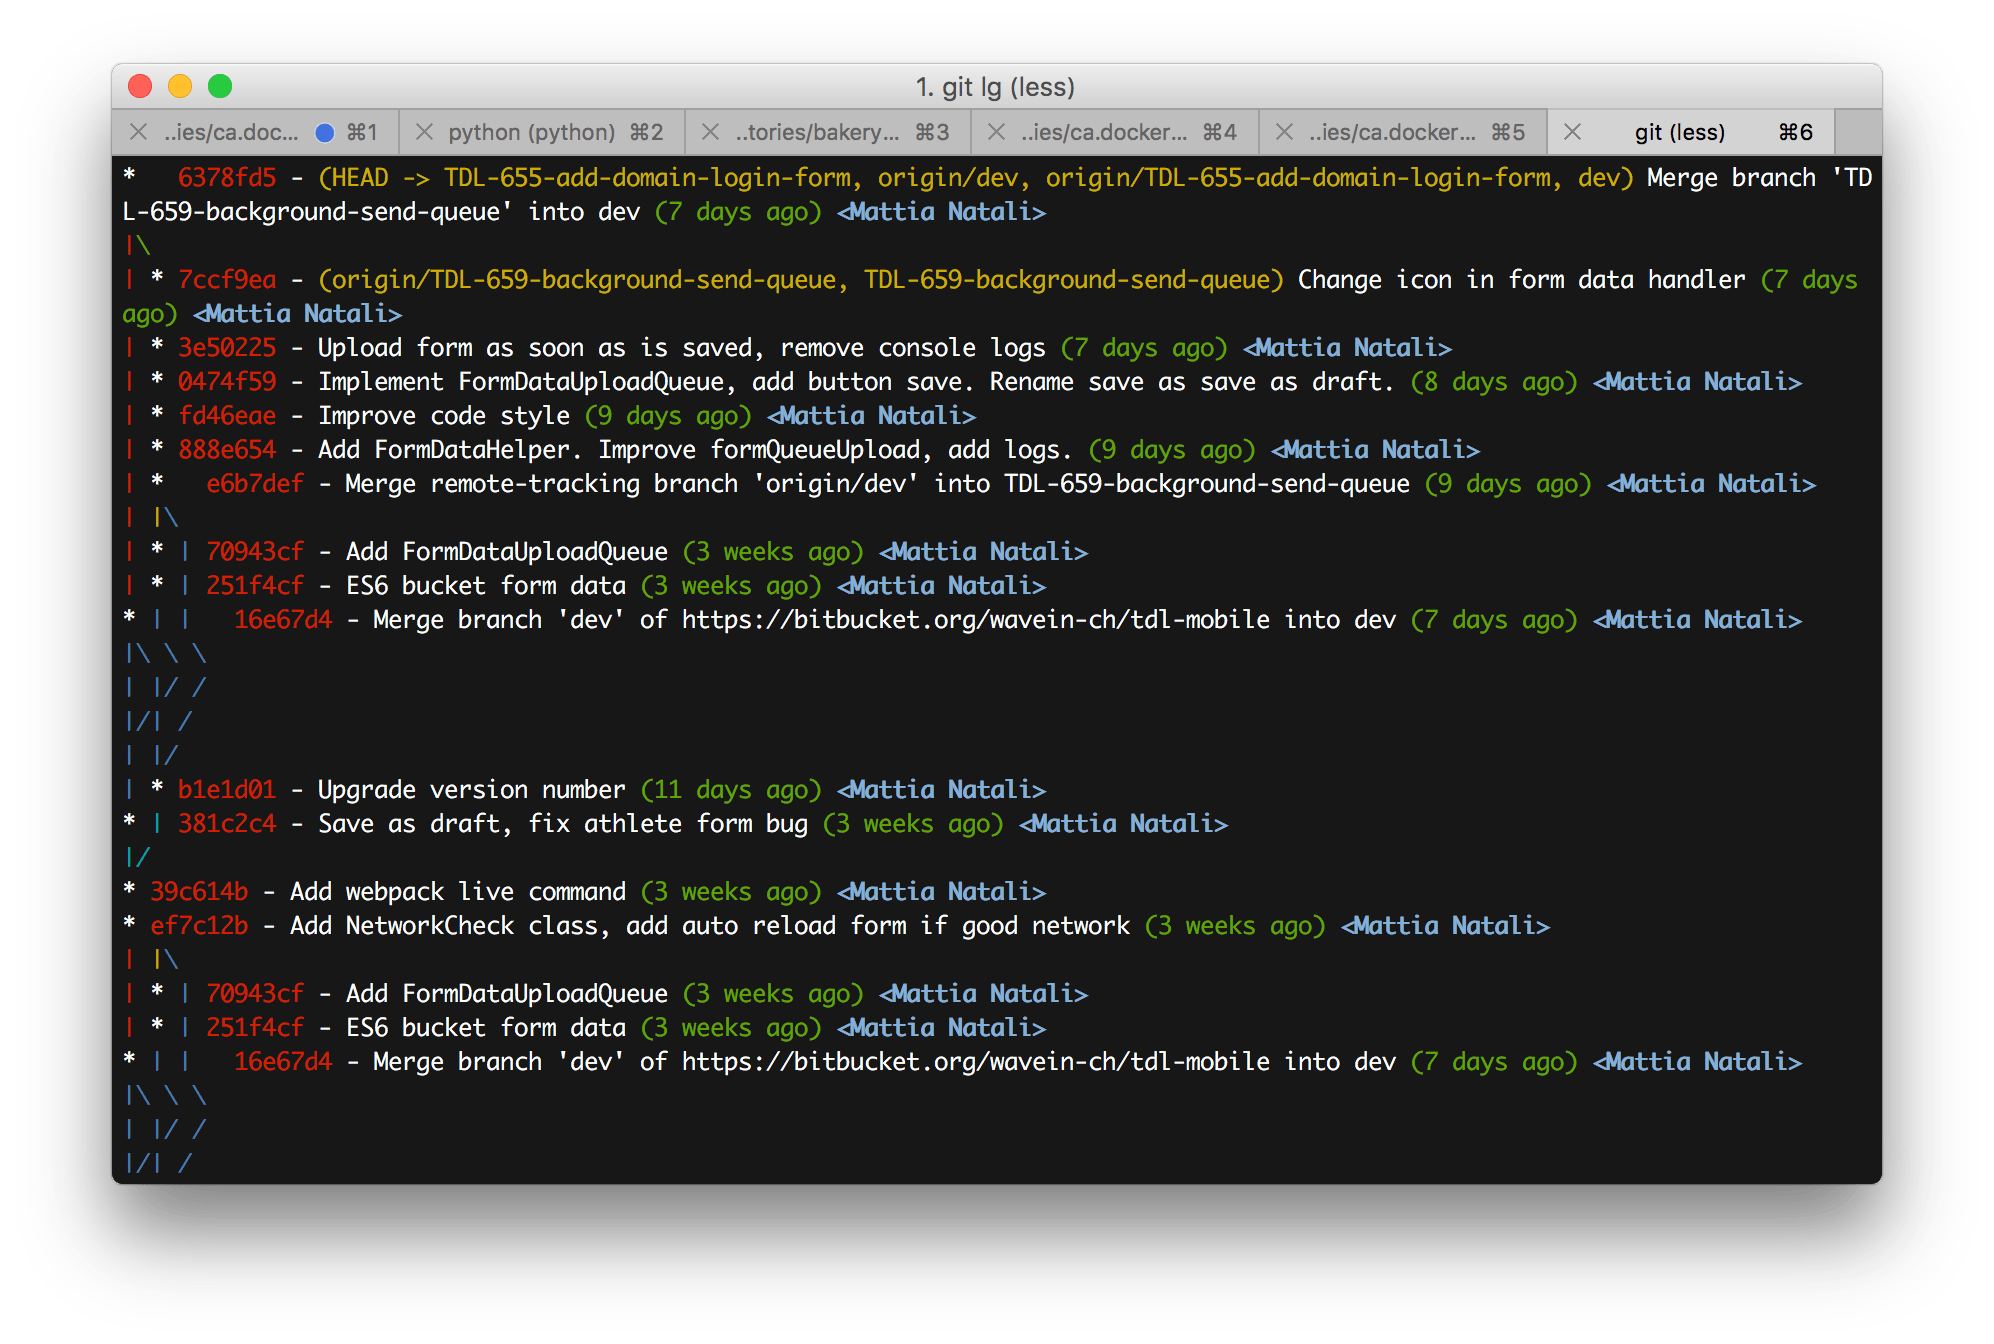 1. git lg (less)
..ies/ca.doc... ⌘1 python (python) ⌘2 ..tories/bakery... ⌘3 ..ies/ca.docker... ⌘4 ..ies/ca.docker... ⌘5 git (less) ⌘6
*   6378fd5 - (HEAD -> TDL-655-add-domain-login-form, origin/dev, origin/TDL-655-add-domain-login-form, dev) Merge branch 'TD
L-659-background-send-queue' into dev (7 days ago) <Mattia Natali>
|\
| * 7ccf9ea - (origin/TDL-659-background-send-queue, TDL-659-background-send-queue) Change icon in form data handler (7 days
ago) <Mattia Natali>
| * 3e50225 - Upload form as soon as is saved, remove console logs (7 days ago) <Mattia Natali>
| * 0474f59 - Implement FormDataUploadQueue, add button save. Rename save as save as draft. (8 days ago) <Mattia Natali>
| * fd46eae - Improve code style (9 days ago) <Mattia Natali>
| * 888e654 - Add FormDataHelper. Improve formQueueUpload, add logs. (9 days ago) <Mattia Natali>
| *   e6b7def - Merge remote-tracking branch 'origin/dev' into TDL-659-background-send-queue (9 days ago) <Mattia Natali>
| |\
| * | 70943cf - Add FormDataUploadQueue (3 weeks ago) <Mattia Natali>
| * | 251f4cf - ES6 bucket form data (3 weeks ago) <Mattia Natali>
* | |   16e67d4 - Merge branch 'dev' of https://bitbucket.org/wavein-ch/tdl-mobile into dev (7 days ago) <Mattia Natali>
|\ \ \
| |/ /
|/| /
| |/
| * b1e1d01 - Upgrade version number (11 days ago) <Mattia Natali>
* | 381c2c4 - Save as draft, fix athlete form bug (3 weeks ago) <Mattia Natali>
|/
* 39c614b - Add webpack live command (3 weeks ago) <Mattia Natali>
* ef7c12b - Add NetworkCheck class, add auto reload form if good network (3 weeks ago) <Mattia Natali>
| |\
| * | 70943cf - Add FormDataUploadQueue (3 weeks ago) <Mattia Natali>
| * | 251f4cf - ES6 bucket form data (3 weeks ago) <Mattia Natali>
* | |   16e67d4 - Merge branch 'dev' of https://bitbucket.org/wavein-ch/tdl-mobile into dev (7 days ago) <Mattia Natali>
|\ \ \
| |/ /
|/| /